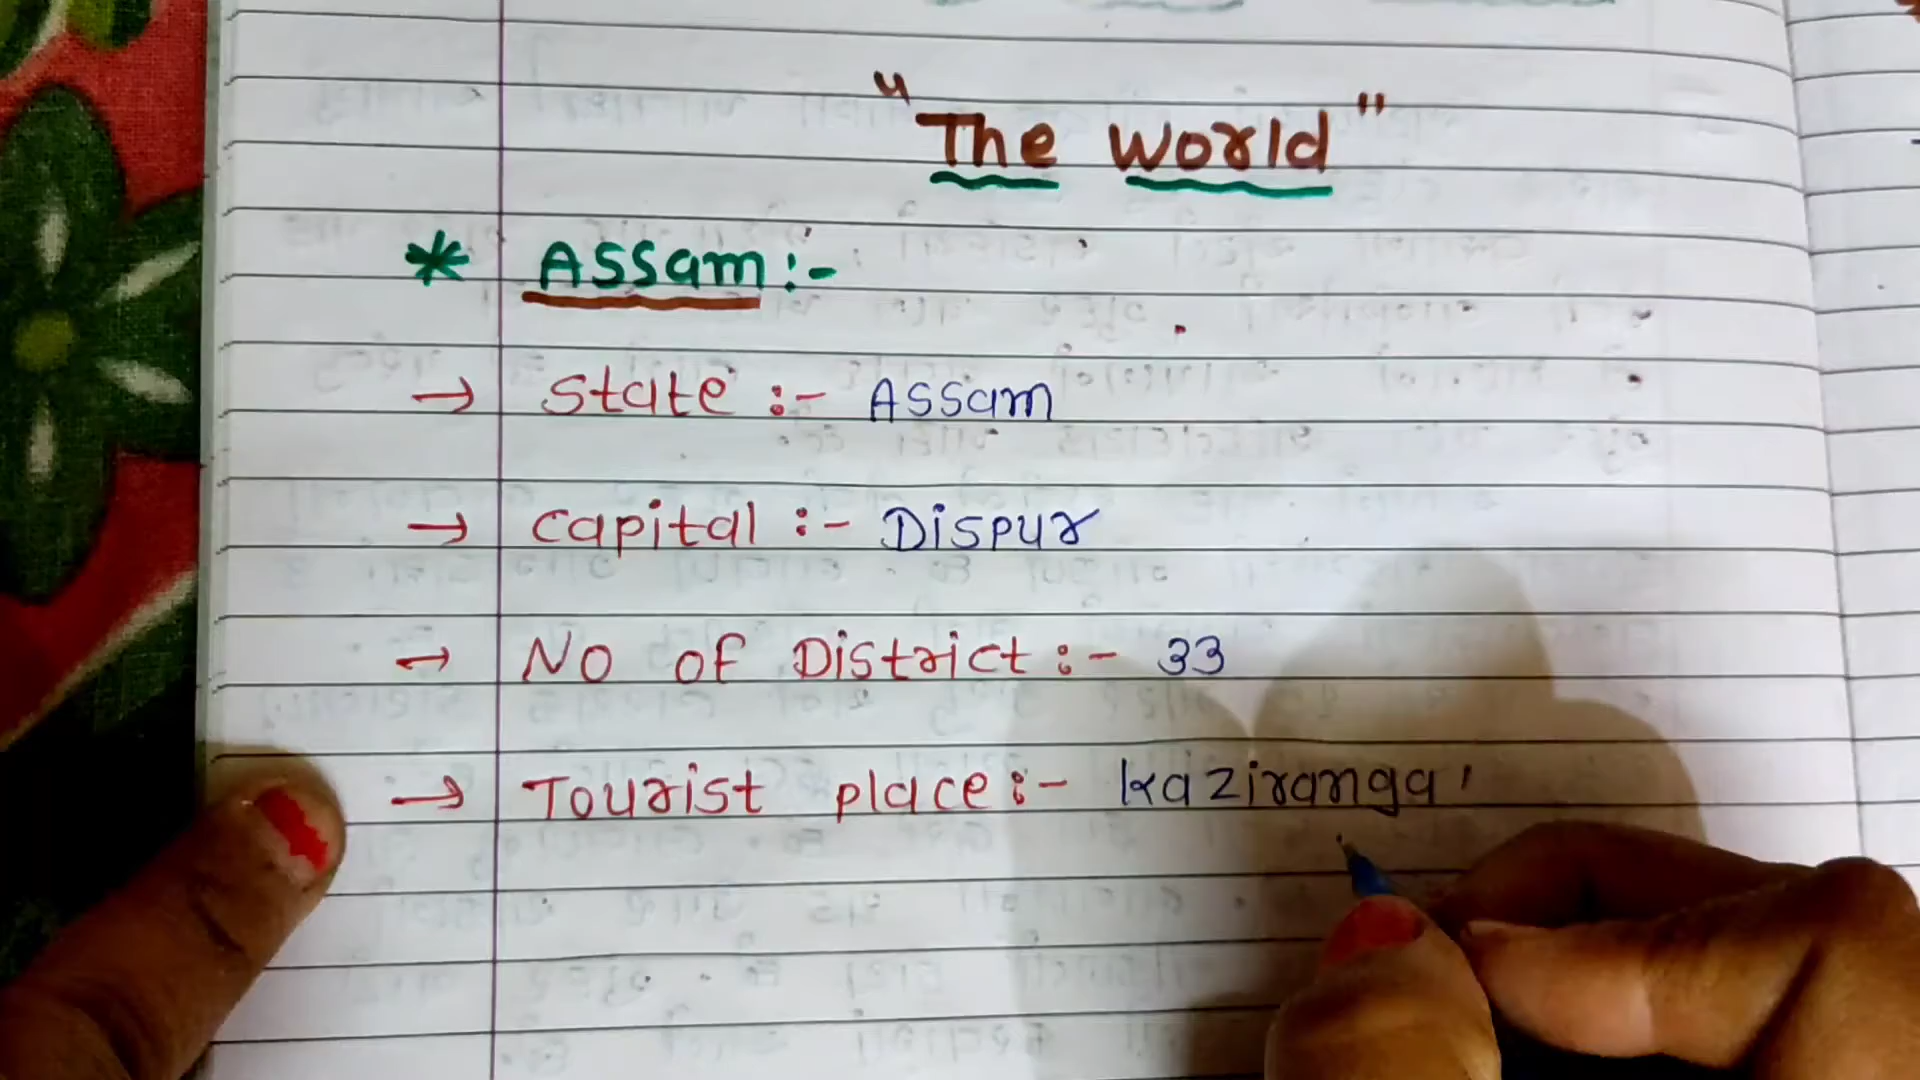 "The World"
* Assam :-
→ State :- Assam
→ Capital :- Dispur
→ No of District :- 33
→ Tourist place :- Kaziranga,